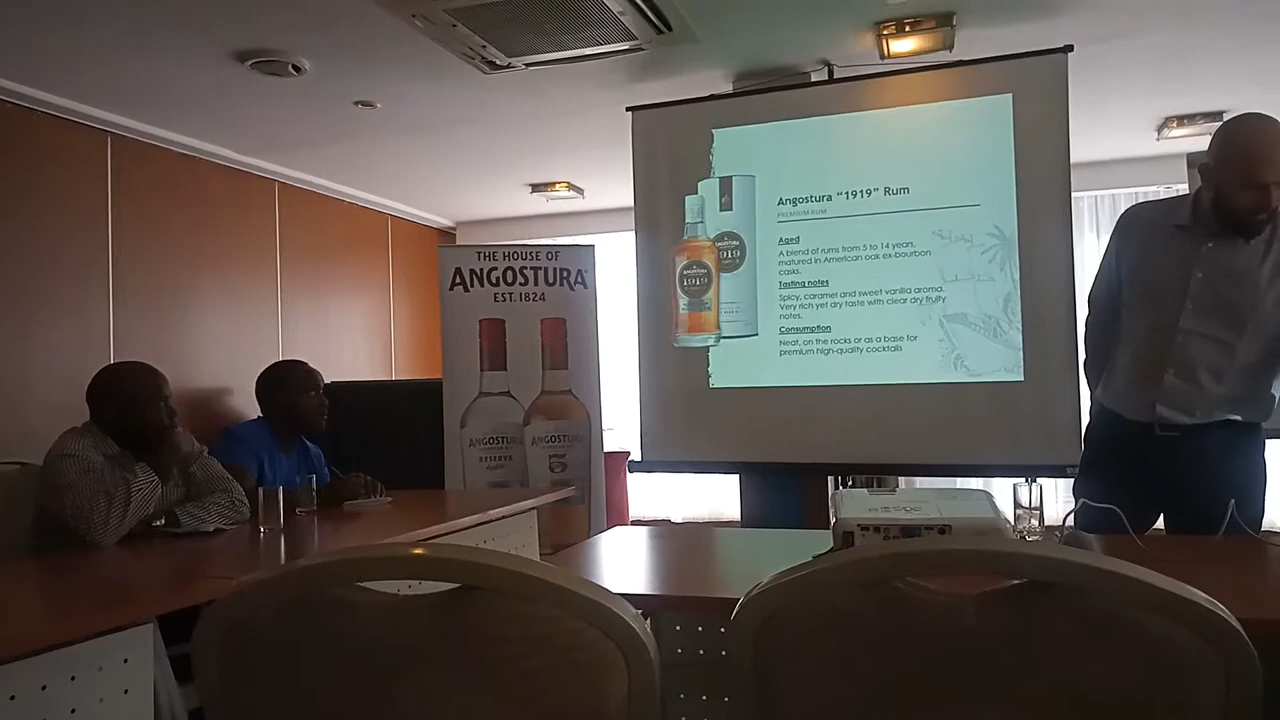 THE HOUSE OF
ANGOSTURA®
EST. 1824
ANGOSTURA
RESERVA
ANGOSTURA
5
Angostura “1919” Rum
PREMIUM RUM
Aged
A blend of rums from 5 to 14 years,
matured in American oak ex-bourbon
casks.
Tasting notes
Spicy, caramel and sweet vanilla aroma.
Very rich yet dry taste with clear dry fruity
notes.
Consumption
Neat, on the rocks or as a base for
premium high-quality cocktails
ANGOSTURA
1919
1919